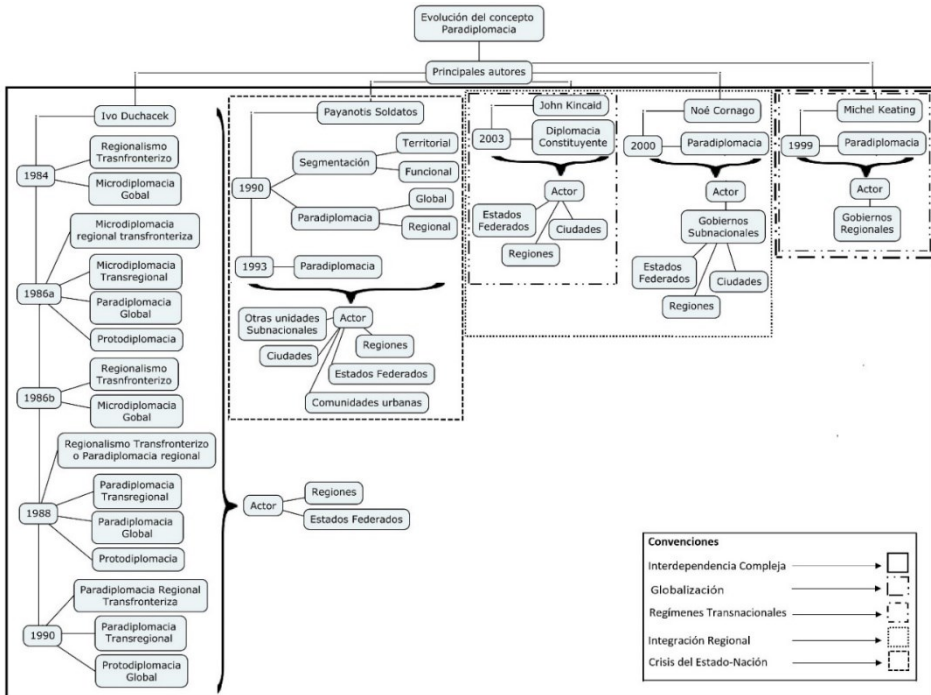 Evolución del concepto
Paradiplomacia
Principales autores
Ivo Duchacek
1984
Regionalismo
Trasnfronterizo
Microdiplomacia
Gobal
1986a
Microdiplomacia
regional transfronteriza
Microdiplomacia
Transregional
Paradiplomacia
Global
Protodiplomacia
1986b
Regionalismo
Trasnfronterizo
Microdiplomacia
Gobal
1988
Regionalismo Transfronterizo
o Paradiplomacia regional
Paradiplomacia
Transregional
Paradiplomacia
Global
Protodiplomacia
1990
Paradiplomacia Regional
Transfronteriza
Paradiplomacia
Transregional
Protodiplomacia
Global
Actor
Regiones
Estados Federados
Payanotis Soldatos
1990
Segmentación
Territorial
Funcional
Paradiplomacia
Global
Regional
1993
Paradiplomacia
Actor
Otras unidades
Subnacionales
Ciudades
Regiones
Estados Federados
Comunidades urbanas
John Kincaid
2003
Diplomacia
Constituyente
Actor
Estados
Federados
Ciudades
Regiones
Noé Cornago
2000
Paradiplomacia
Actor
Gobiernos
Subnacionales
Estados
Federados
Ciudades
Regiones
Michel Keating
1999
Paradiplomacia
Actor
Gobiernos
Regionales
Convenciones
Interdependencia Compleja
Globalización
Regímenes Transnacionales
Integración Regional
Crisis del Estado-Nación